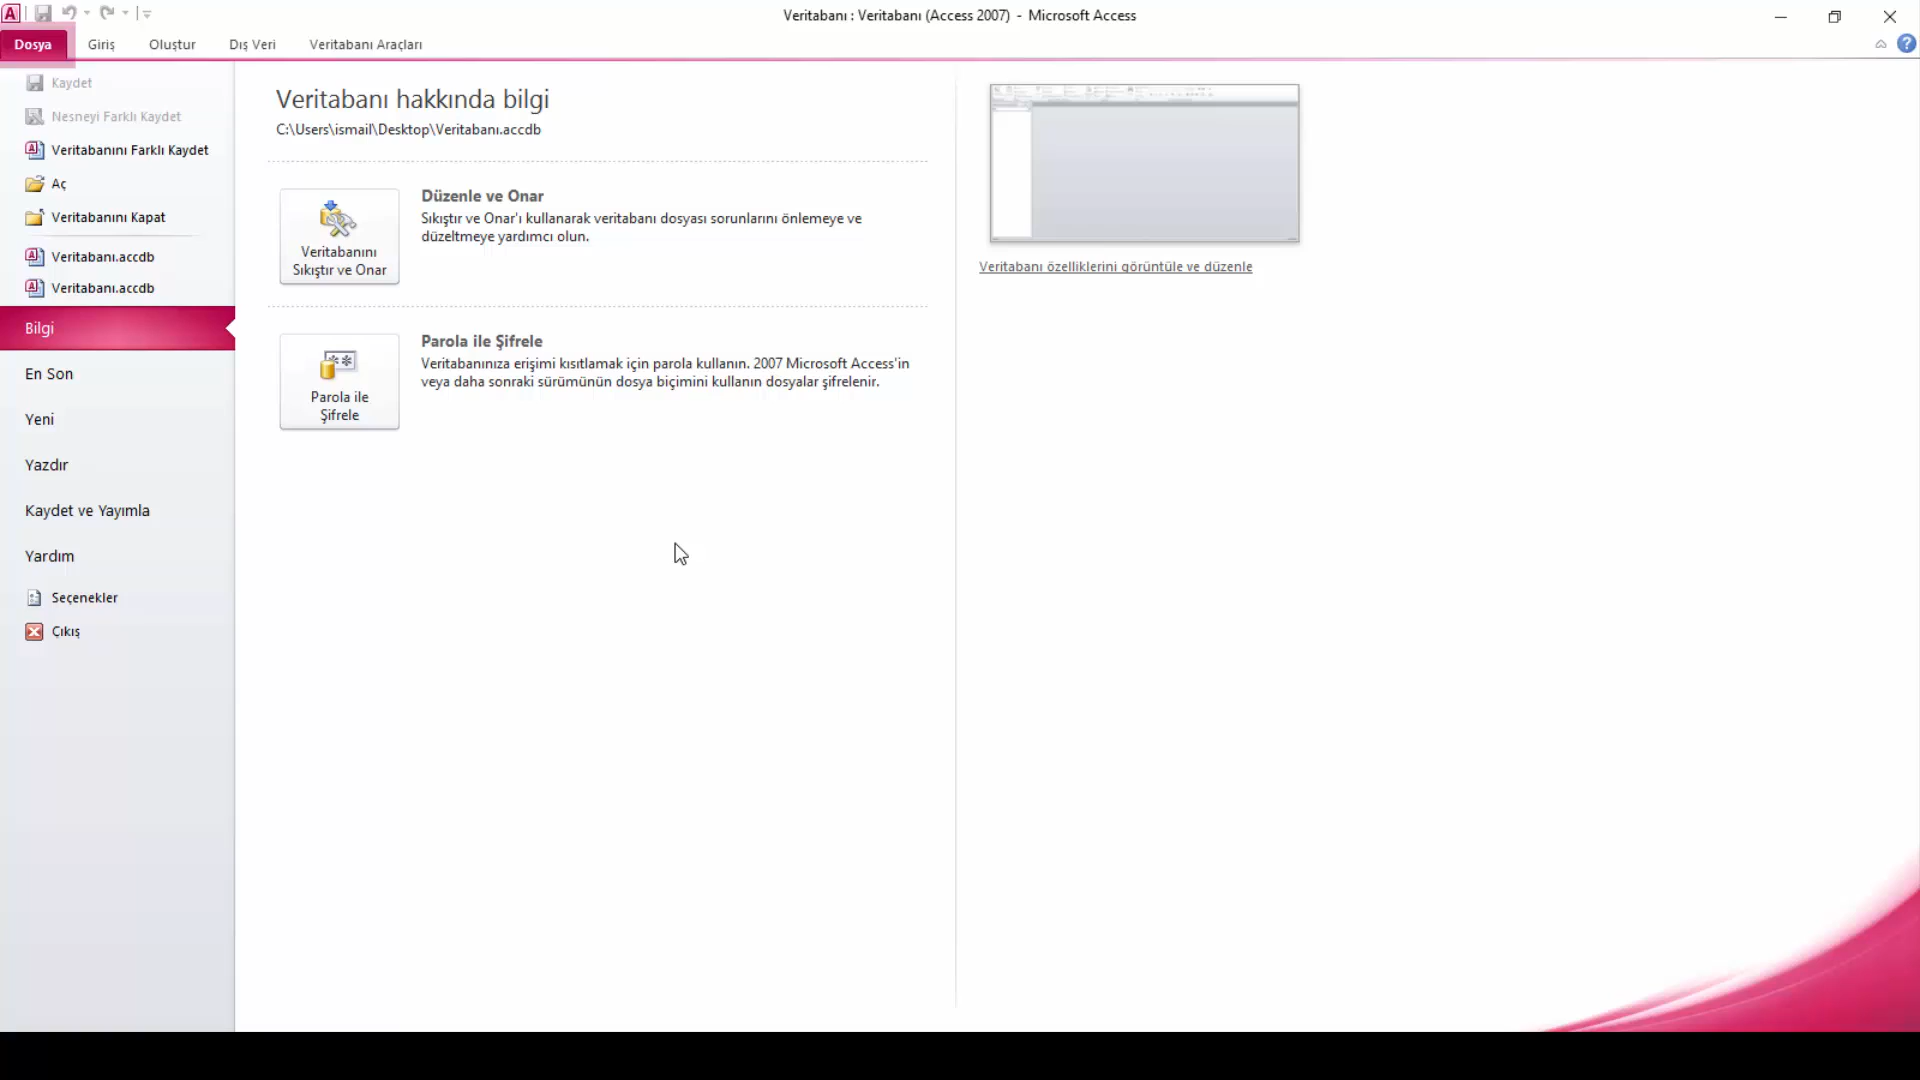 Veritabanı : Veritabanı (Access 2007) - Microsoft Access
Dosya
Giriş
Oluştur
Dış Veri
Veritabanı Araçları
Kaydet
Nesneyi Farklı Kaydet
Veritabanını Farklı Kaydet
Aç
Veritabanını Kapat
Veritabanı.accdb
Veritabanı.accdb
Bilgi
En Son
Yeni
Yazdır
Kaydet ve Yayımla
Yardım
Seçenekler
Çıkış
Veritabanı hakkında bilgi
C:\Users\ismail\Desktop\Veritabanı.accdb
Veritabanını
Sıkıştır ve Onar
Düzenle ve Onar
Sıkıştır ve Onar'ı kullanarak veritabanı dosyası sorunlarını önlemeye ve
düzeltmeye yardımcı olun.
Parola ile
Şifrele
Parola ile Şifrele
Veritabanınıza erişimi kısıtlamak için parola kullanın. 2007 Microsoft Access'in
veya daha sonraki sürümünün dosya biçimini kullanın dosyalar şifrelenir.
Veritabanı özelliklerini görüntüle ve düzenle